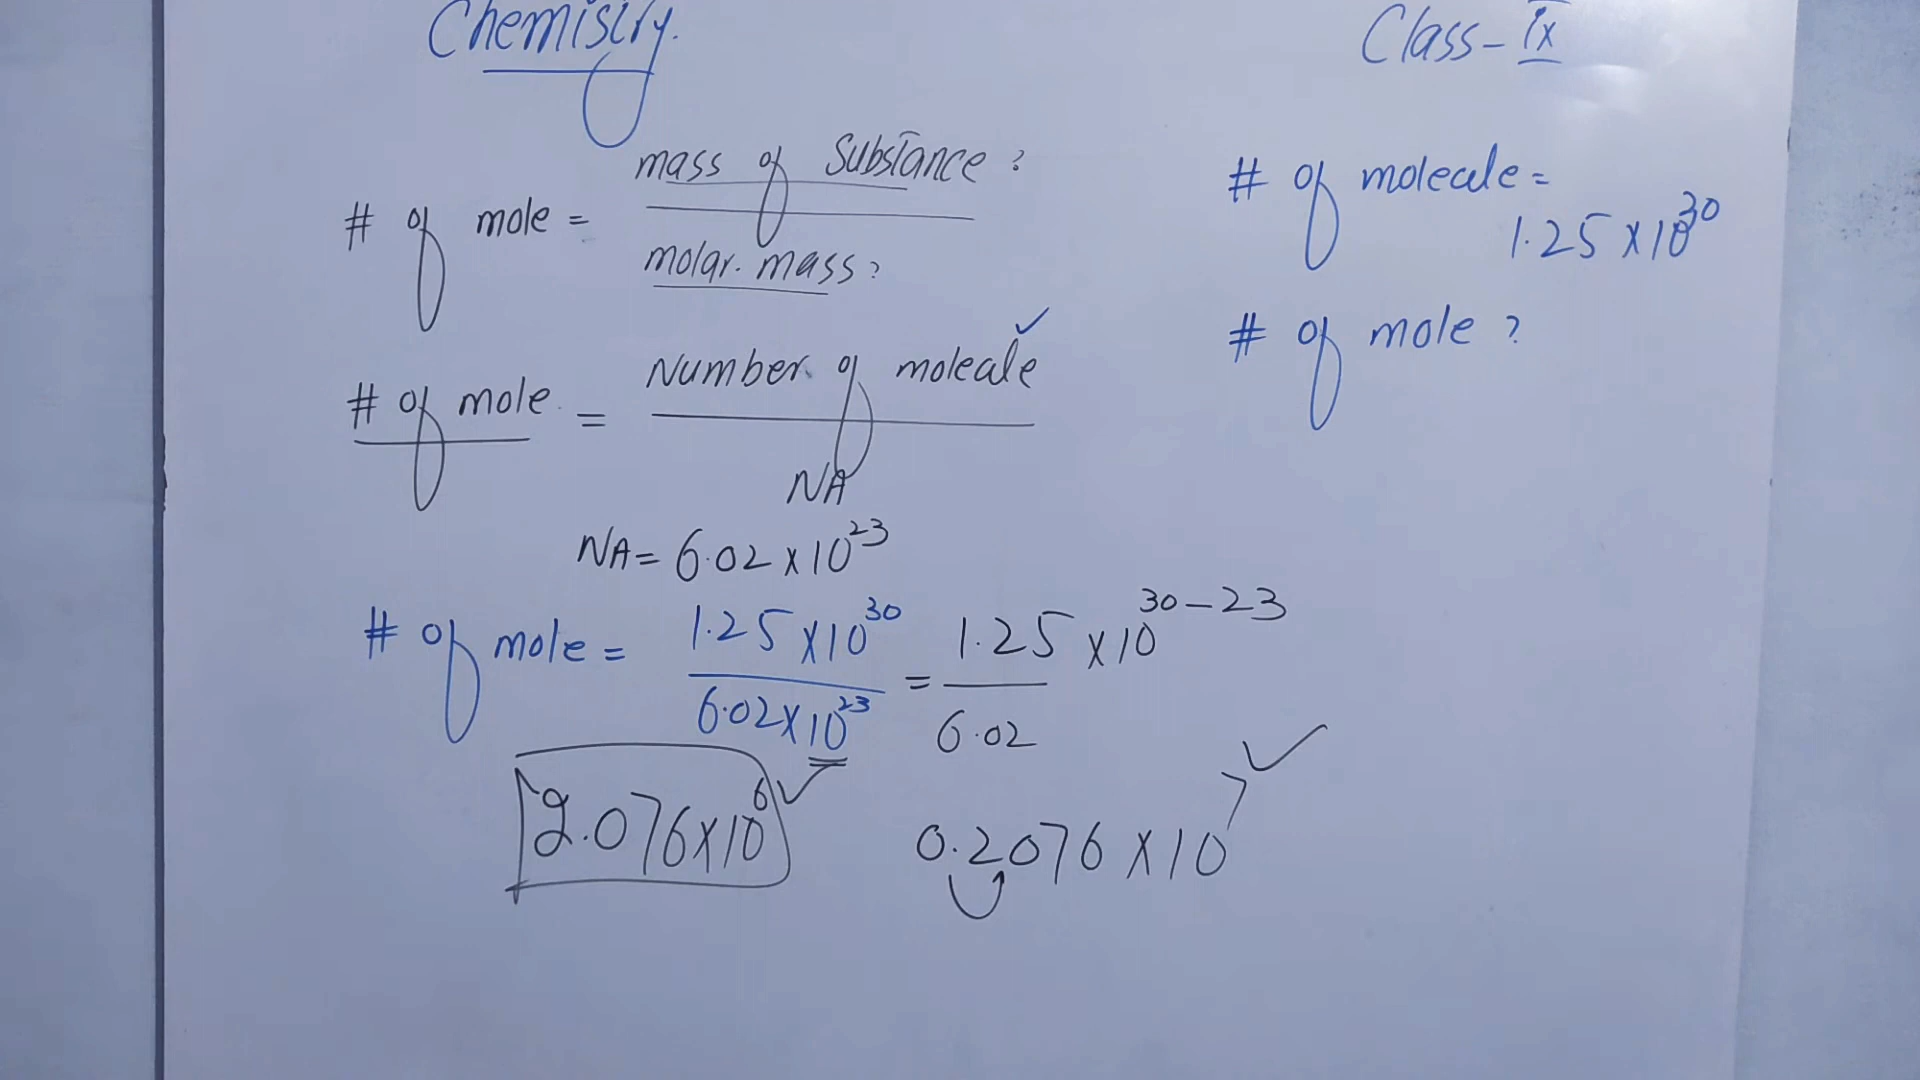 Chemistry.
Class-IX
# of mole = mass of Substance ?
molar. mass ?
# of molecule =
1.25 x 10^30
# of mole ?
# of mole = Number of molecule ✓
NA
NA = 6.02 x 10^23
# of mole = 1.25 x 10^30 / 6.02 x 10^23 = 1.25 / 6.02 x 10^30-23
2.076 x 10^6 ✓
0.2076 x 10^7 ✓